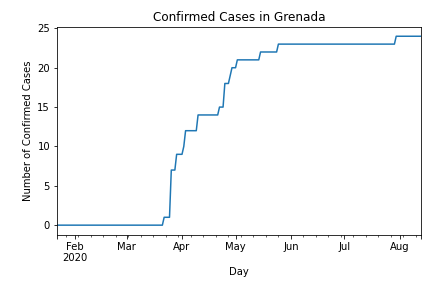 Confirmed Cases in Grenada
Number of Confirmed Cases
25
20
15
10
5
0
Feb
2020
Mar
Apr
May
Jun
Jul
Aug
Day